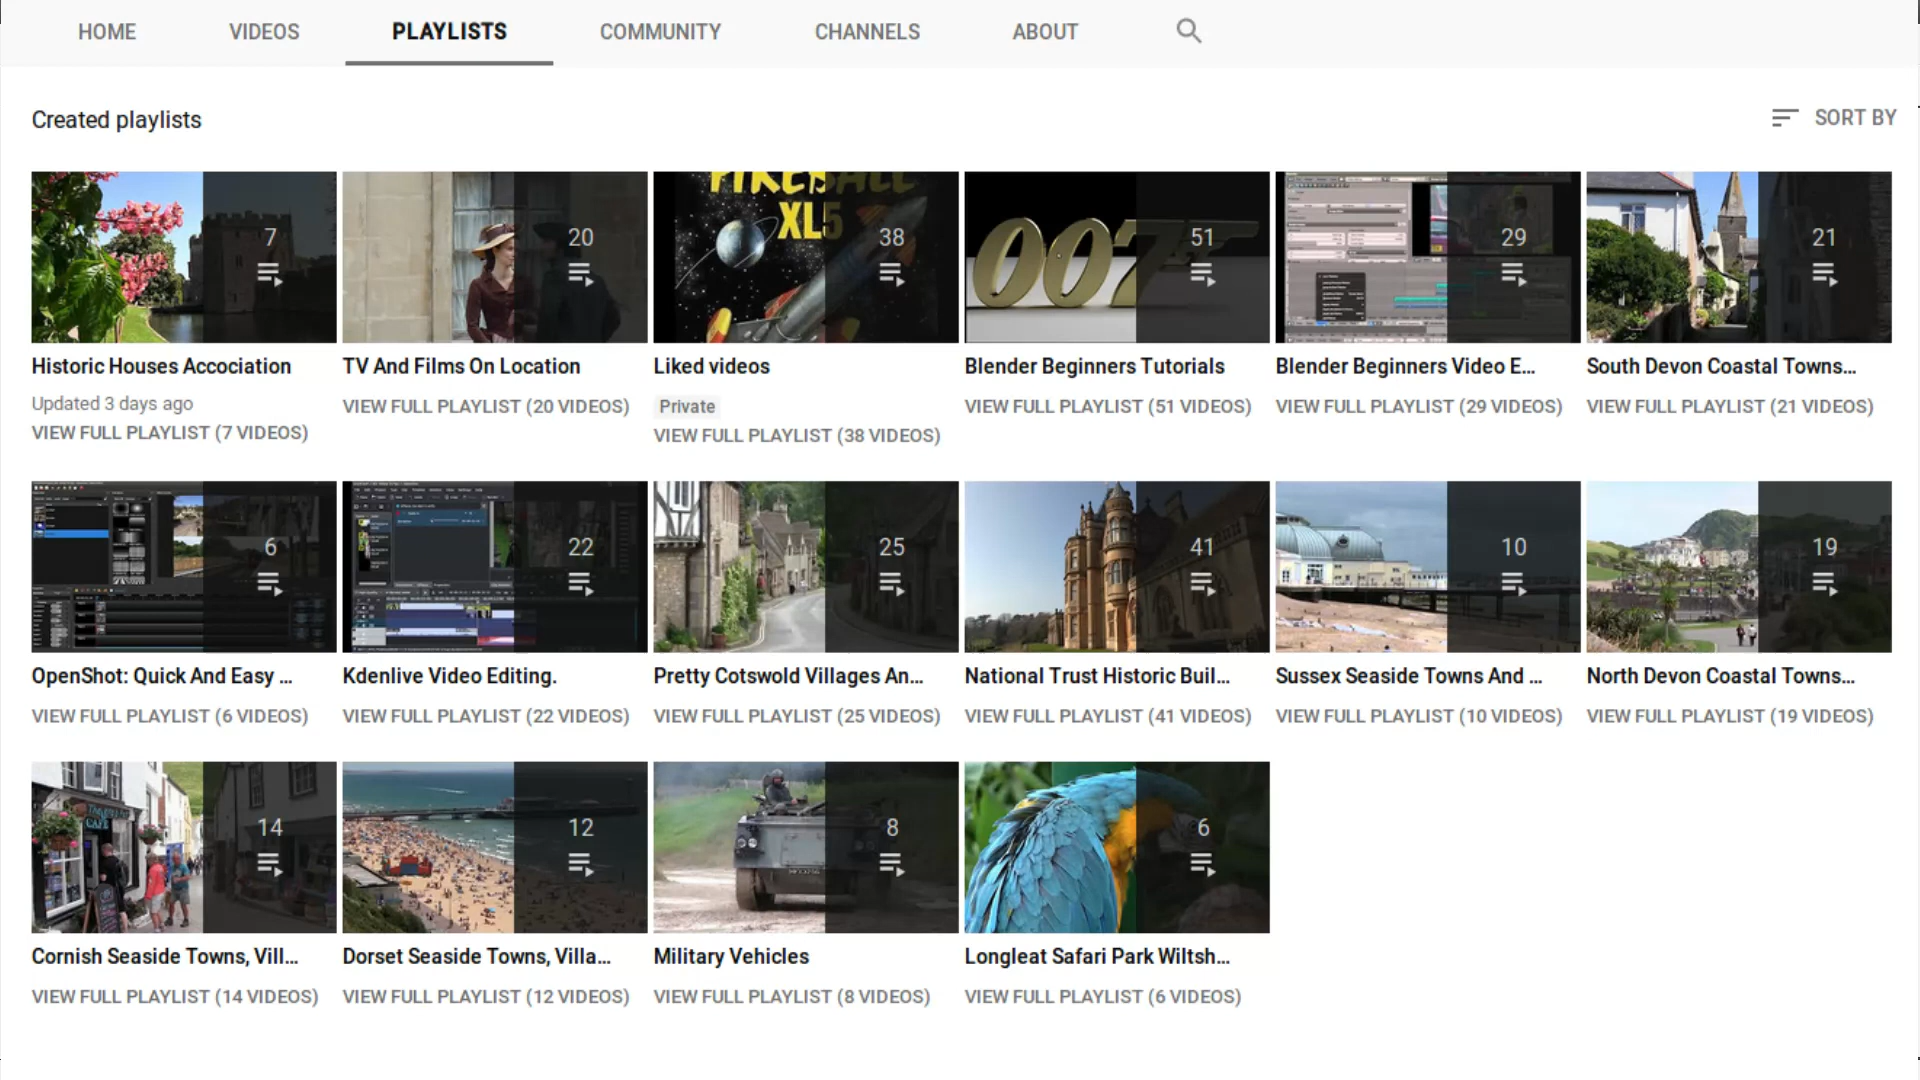 HOME VIDEOS PLAYLISTS COMMUNITY CHANNELS ABOUT
Created playlists
SORT BY
FIREBALL
XL5
007
7 20 38 51 29 21
Historic Houses Accociation
Updated 3 days ago
VIEW FULL PLAYLIST (7 VIDEOS)
TV And Films On Location
VIEW FULL PLAYLIST (20 VIDEOS)
Liked videos
Private
VIEW FULL PLAYLIST (38 VIDEOS)
Blender Beginners Tutorials
VIEW FULL PLAYLIST (51 VIDEOS)
Blender Beginners Video E...
VIEW FULL PLAYLIST (29 VIDEOS)
South Devon Coastal Towns...
VIEW FULL PLAYLIST (21 VIDEOS)
6 22 25 41 10 19
OpenShot: Quick And Easy ...
VIEW FULL PLAYLIST (6 VIDEOS)
Kdenlive Video Editing.
VIEW FULL PLAYLIST (22 VIDEOS)
Pretty Cotswold Villages An...
VIEW FULL PLAYLIST (25 VIDEOS)
National Trust Historic Buil...
VIEW FULL PLAYLIST (41 VIDEOS)
Sussex Seaside Towns And ...
VIEW FULL PLAYLIST (10 VIDEOS)
North Devon Coastal Towns...
VIEW FULL PLAYLIST (19 VIDEOS)
CAFE
14 12 8 6
Cornish Seaside Towns, Vill...
VIEW FULL PLAYLIST (14 VIDEOS)
Dorset Seaside Towns, Villa...
VIEW FULL PLAYLIST (12 VIDEOS)
Military Vehicles
VIEW FULL PLAYLIST (8 VIDEOS)
Longleat Safari Park Wiltsh...
VIEW FULL PLAYLIST (6 VIDEOS)